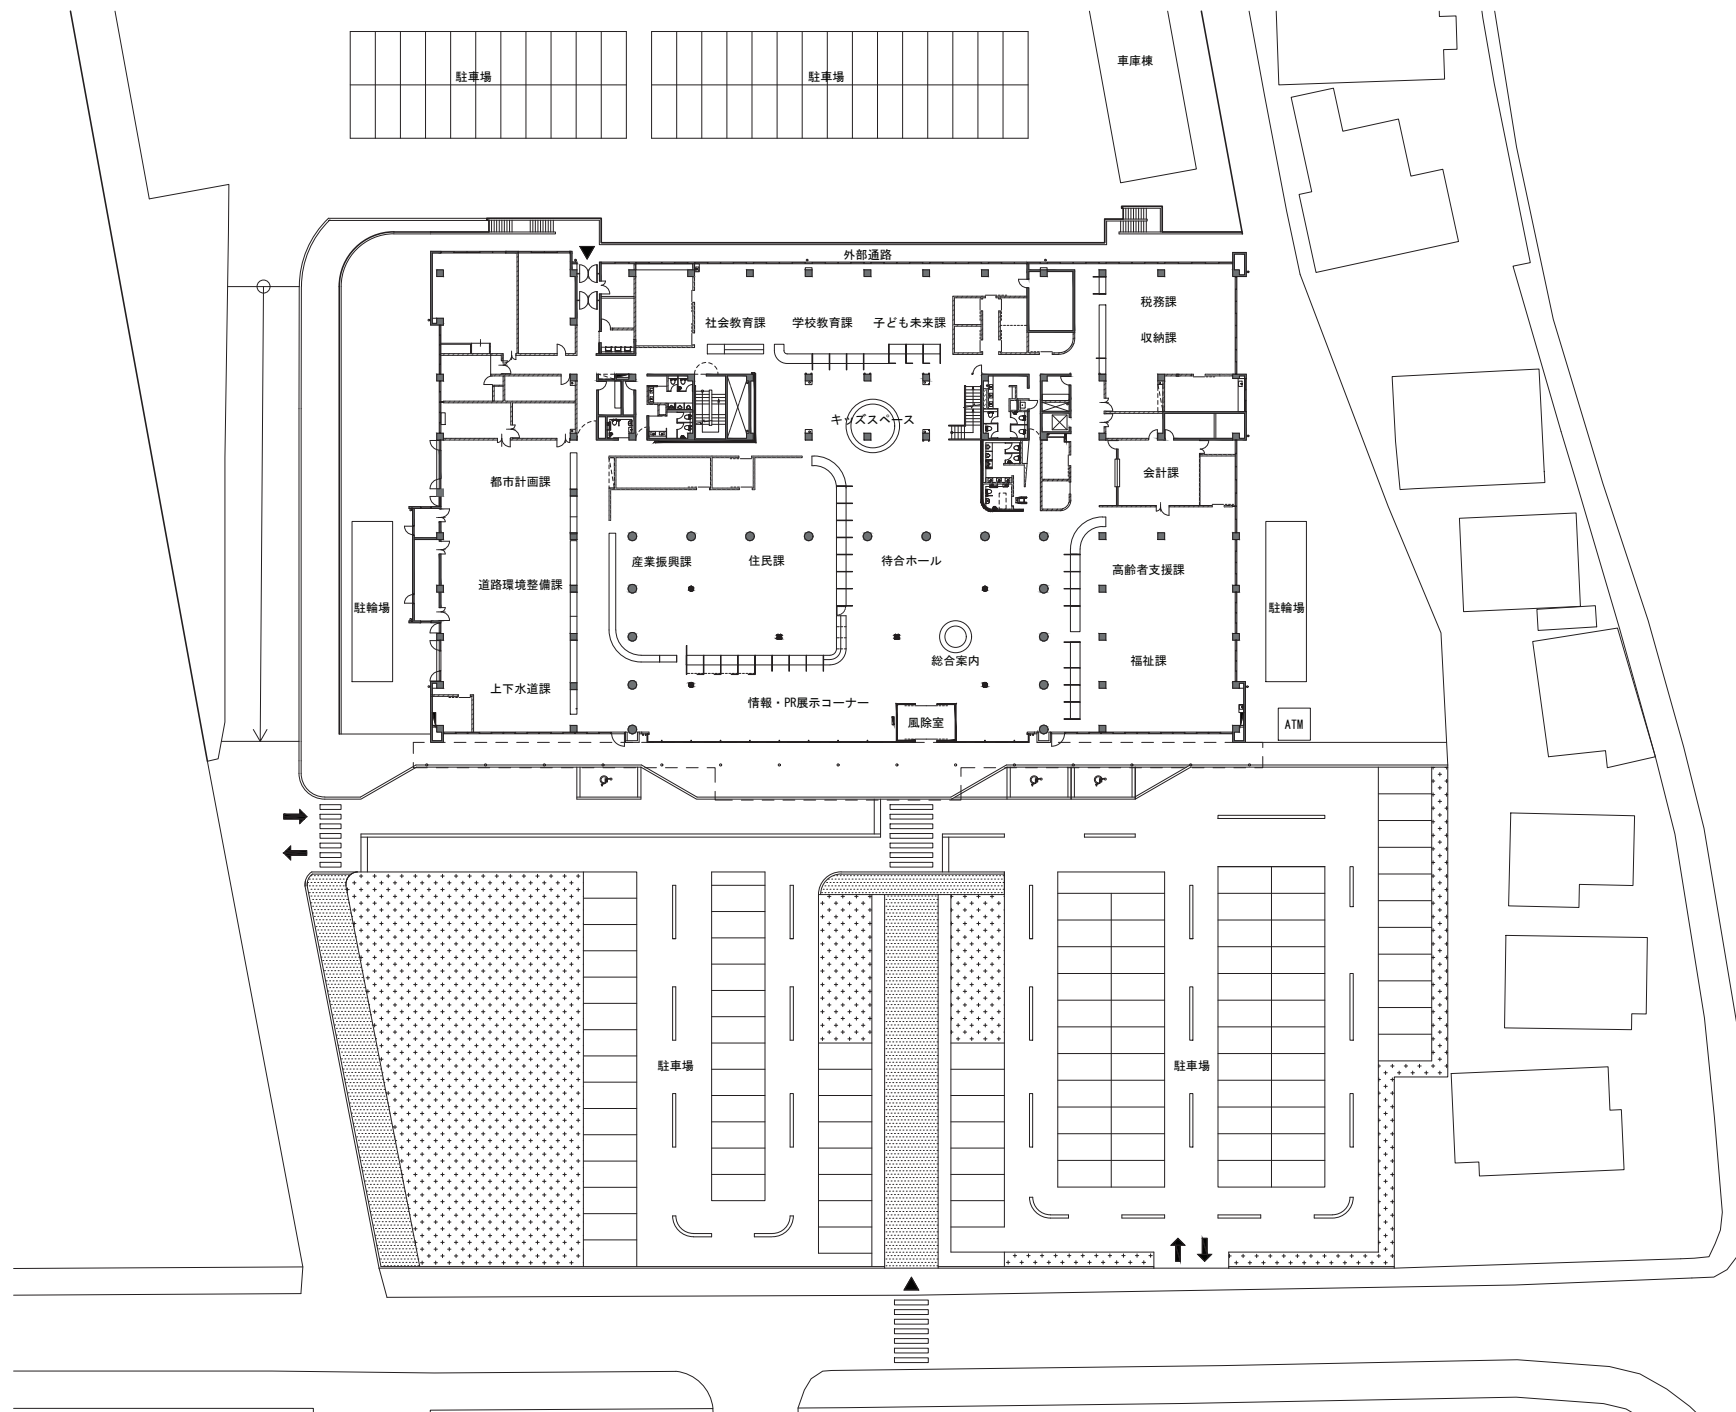 駐車場
駐車場
車庫棟
外部通路
社会教育課
学校教育課
子ども未来課
税務課
収納課
キッズスペース
都市計画課
会計課
産業振興課
住民課
待合ホール
高齢者支援課
道路環境整備課
駐輪場
駐輪場
総合案内
福祉課
上下水道課
情報・PR展示コーナー
風除室
ATM
駐車場
駐車場